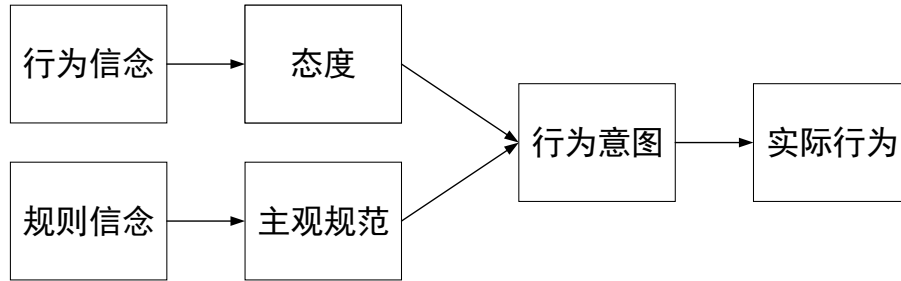 行为信念
态度
规则信念
主观规范
行为意图
实际行为